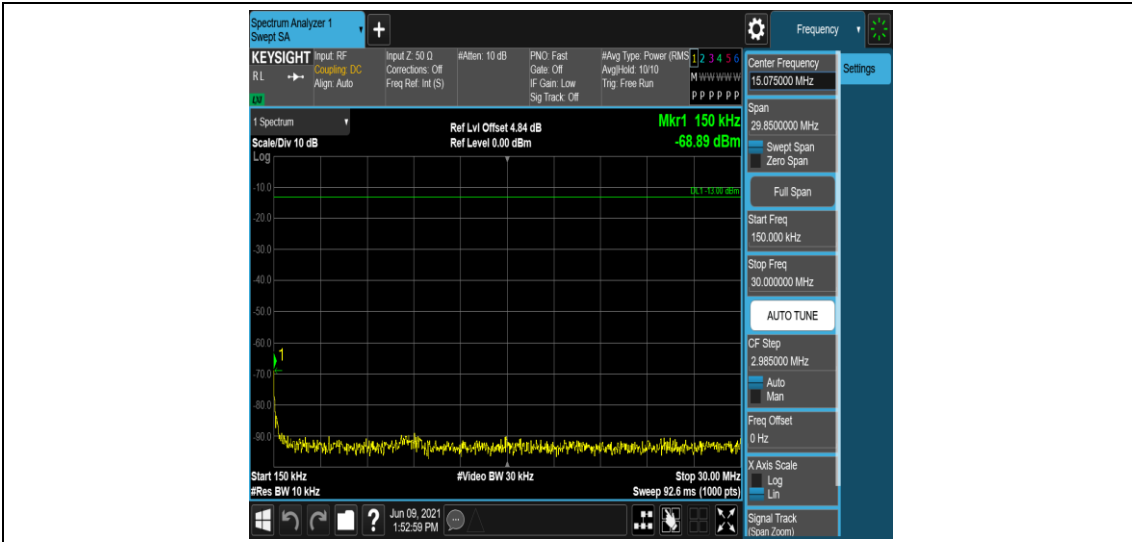 Spectrum Analyzer 1
Swept SA
+
Frequency
KEYSIGHT
RL
LXI
Input: RF
Coupling: DC
Align: Auto
Input Z: 50 Ω
Corrections: Off
Freq Ref: Int (S)
#Atten: 10 dB
PNO: Fast
Gate: Off
IF Gain: Low
Sig Track: Off
#Avg Type: Power (RMS
Avg|Hold: 10/10
Trig: Free Run
1 2 3 4 5 6
M W W W W W
P P P P P P
1 Spectrum
Scale/Div 10 dB
Log
Ref Lvl Offset 4.84 dB
Ref Level 0.00 dBm
Mkr1 150 kHz
-68.89 dBm
DL1 -13.00 dBm
-10.0
-20.0
-30.0
-40.0
-50.0
-60.0
1
-70.0
-80.0
-90.0
Start 150 kHz
#Res BW 10 kHz
#Video BW 30 kHz
Stop 30.00 MHz
Sweep 92.6 ms (1000 pts)
Center Frequency
15.075000 MHz
Settings
Span
29.8500000 MHz
Swept Span
Zero Span
Full Span
Start Freq
150.000 kHz
Stop Freq
30.000000 MHz
AUTO TUNE
CF Step
2.985000 MHz
Auto
Man
Freq Offset
0 Hz
X Axis Scale
Log
Lin
Signal Track
(Span Zoom)
?
Jun 09, 2021
1:52:59 PM